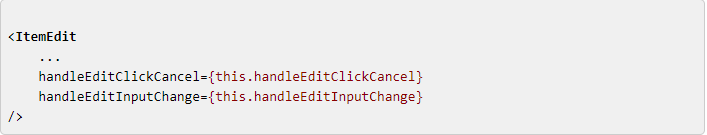 <ItemEdit
    ...
    handleEditClickCancel={this.handleEditClickCancel}
    handleEditInputChange={this.handleEditInputChange}
/>